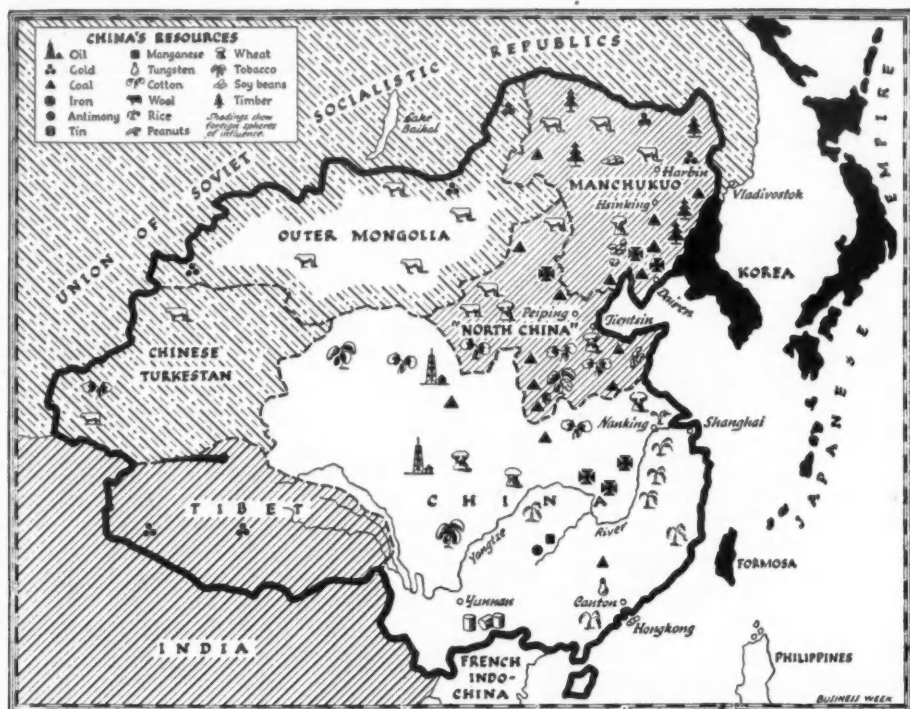 CHINA'S RESOURCES
Oil
Gold
Coal
Iron
Antimony
Tin
Manganese
Tungsten
Cotton
Wool
Rice
Peanuts
Wheat
Tobacco
Soy beans
Timber
Shadings show
foreign spheres
of influence.
UNION OF SOVIET SOCIALISTIC REPUBLICS
Lake
Baikal
OUTER MONGOLIA
MANCHUKUO
Harbin
Hsinking
Vladivostok
KOREA
Dairen
JAPANESE EMPIRE
Peiping
Tientsin
"NORTH CHINA"
CHINESE
TURKESTAN
Nanking
Shanghai
CHINA
TIBET
Yangtze River
FORMOSA
Yunnan
Canton
Hongkong
INDIA
FRENCH
INDO-
CHINA
PHILIPPINES
BUSINESS WEEK